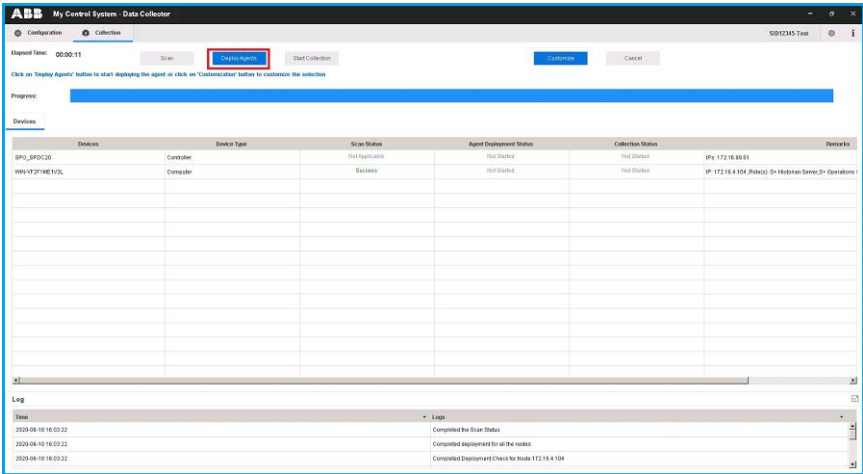 ABB My Control System - Data Collector
Configuration Collection SID12345-Test
Elapsed Time: 00:00:11 Scan Deploy Agents Start Collection Customize Cancel
Click on 'Deploy Agents' button to start deploying the agent or click on 'Customization' button to customize the selection
Progress:
Devices
Devices Device Type Scan Status Agent Deployment Status Collection Status Remarks
SPO_SPDC20 Controller Not Applicable Not Started Not Started IPs: 172.16.88.81
WIN-VF2F1ME1V3L Computer Success Not Started Not Started IP: 172.18.4.104 ,Role(s): S+ Historian Server,S+ Operations
Log
Time Logs
2020-06-10 16:03:22 Completed the Scan Status
2020-06-10 16:03:22 Completed deployment for all the nodes
2020-06-10 16:03:22 Completed Deployment Check for Node 172.18.4.104